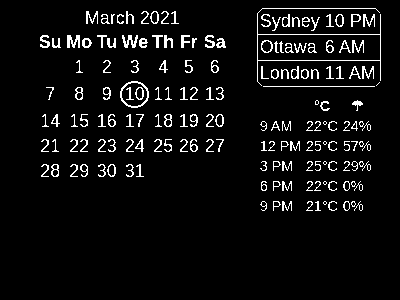 March 2021
Su Mo Tu We Th Fr Sa
1 2 3 4 5 6
7 8 9 10 11 12 13
14 15 16 17 18 19 20
21 22 23 24 25 26 27
28 29 30 31
Sydney 10 PM
Ottawa 6 AM
London 11 AM
°C
9 AM 22°C 24%
12 PM 25°C 57%
3 PM 25°C 29%
6 PM 22°C 0%
9 PM 21°C 0%